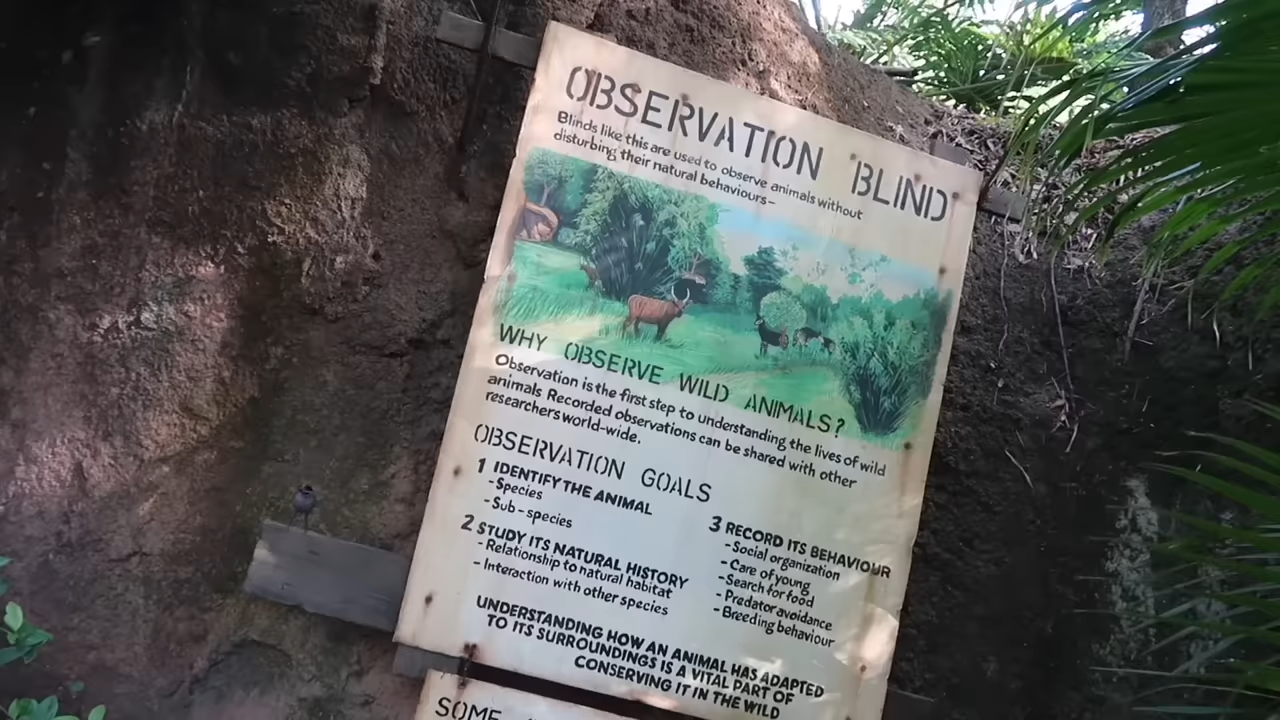 OBSERVATION BLIND
Blinds like this are used to observe animals without
disturbing their natural behaviours-
WHY OBSERVE WILD ANIMALS?
Observation is the first step to understanding the lives of wild
animals Recorded observations can be shared with other
researchers world-wide.
OBSERVATION GOALS
1 IDENTIFY THE ANIMAL
-Species
-Sub-species
2 STUDY ITS NATURAL HISTORY
-Relationship to natural habitat
-Interaction with other species
3 RECORD ITS BEHAVIOUR
-Social organization
-Care of young
-Search for food
-Predator avoidance
-Breeding behaviour
UNDERSTANDING HOW AN ANIMAL HAS ADAPTED
TO ITS SURROUNDINGS IS A VITAL PART OF
CONSERVING IT IN THE WILD
SOME